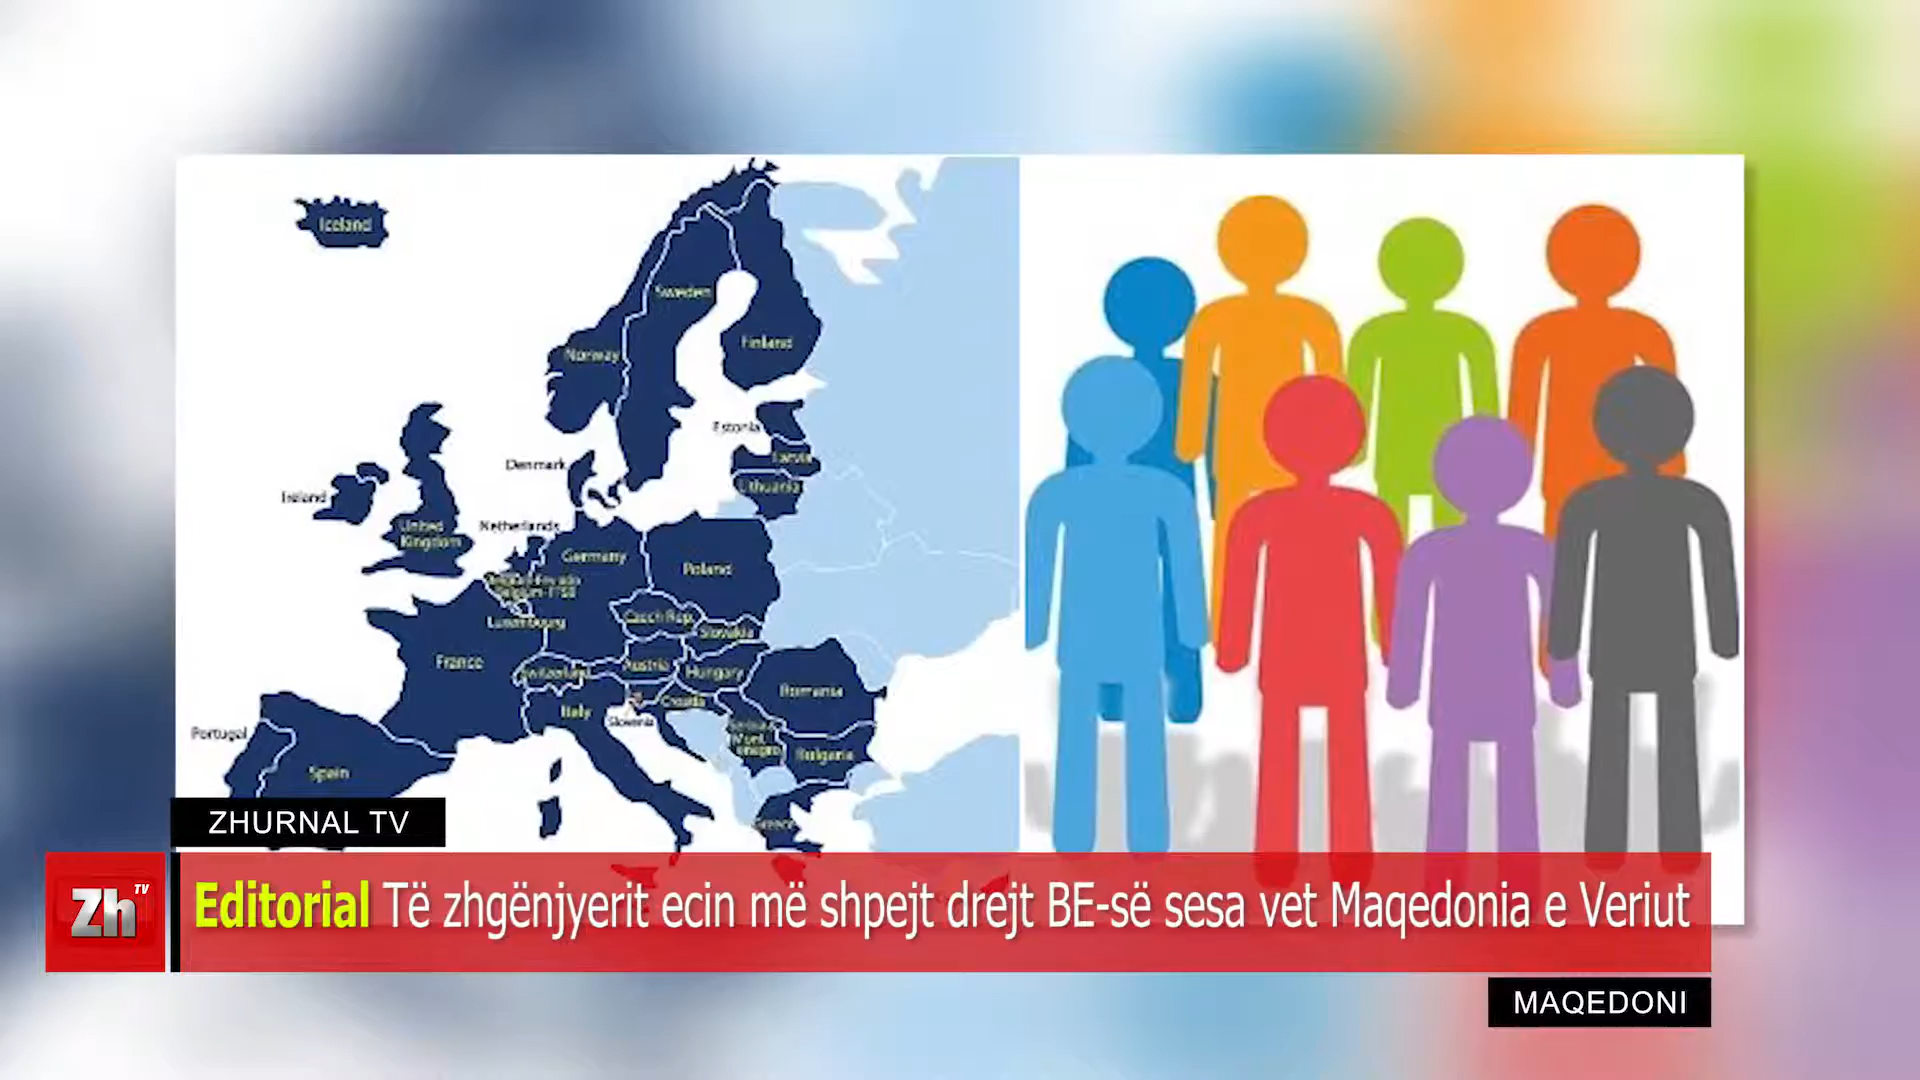 Iceland
Sweden
Finland
Norway
Estonia
Latvia
Denmark
Lithuania
Ireland
Netherlands
United
Kingdom
Germany
Poland
Luxembourg
Czech Rep.
Slovakia
France
Switzerland
Austria
Hungary
Romania
Croatia
Italy
Slovenia
Portugal
Bulgaria
Spain
Greece
ZHURNAL TV
Zh TV
Editorial Të zhgënjyerit ecin më shpejt drejt BE-së sesa vet Maqedonia e Veriut
MAQEDONI